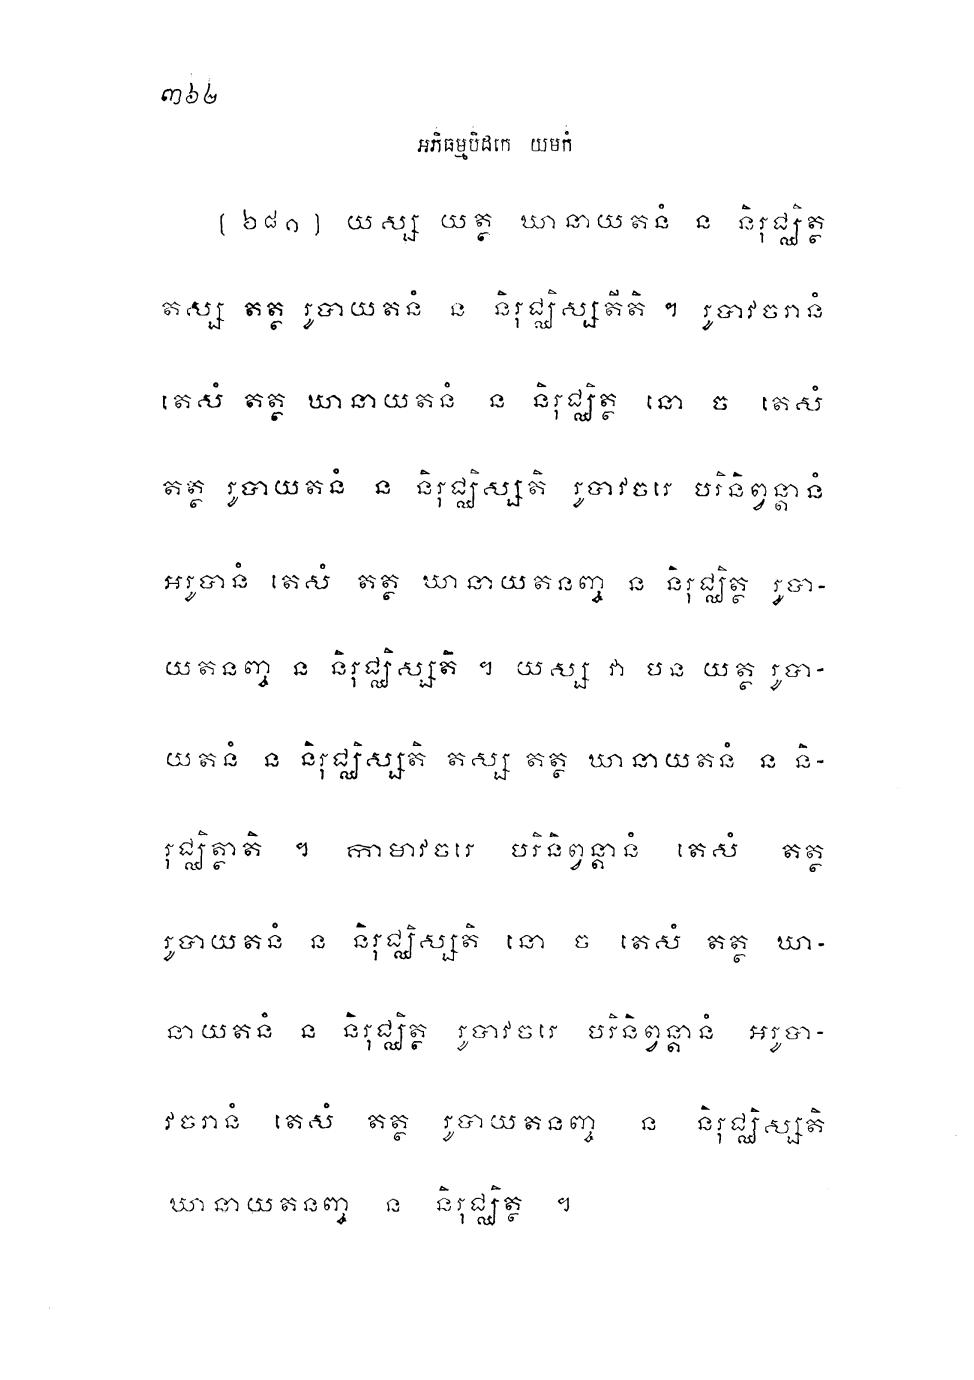 ៣៦៤
អភិធម្មបិដកេ យមកំ
[ ៦៨១ ] យស្ស យត្ថ ឃានាយតនំ ន និរុជ្ឈិត្ថ
តស្ស តត្ថ រូបាយតនំ ន និរុជ្ឈិស្សតីតិ ។ រូបាវចរានំ
តេសំ តត្ថ ឃានាយតនំ ន និរុជ្ឈិត្ថ នោ ច តេសំ
តត្ថ រូបាយតនំ ន និរុជ្ឈិស្សតិ រូបាវចរេ បរិនិព្វន្តានំ
អរូបានំ តេសំ តត្ថ ឃានាយតនញ្ច ន និរុជ្ឈិត្ថ រូបា-
យតនញ្ច ន និរុជ្ឈិស្សតិ ។ យស្ស វា បន យត្ថ រូបា-
យតនំ ន និរុជ្ឈិស្សតិ តស្ស តត្ថ ឃានាយតនំ ន និ-
រុជ្ឈិត្ថាតិ ។ កាមាវចរេ បរិនិព្វន្តានំ តេសំ តត្ថ
រូបាយតនំ ន និរុជ្ឈិស្សតិ នោ ច តេសំ តត្ថ ឃា-
នាយតនំ ន និរុជ្ឈិត្ថ រូបាវចរេ បរិនិព្វន្តានំ អរូបា-
វចរានំ តេសំ តត្ថ រូបាយតនញ្ច ន និរុជ្ឈិស្សតិ
ឃានាយតនញ្ច ន និរុជ្ឈិត្ថ ។